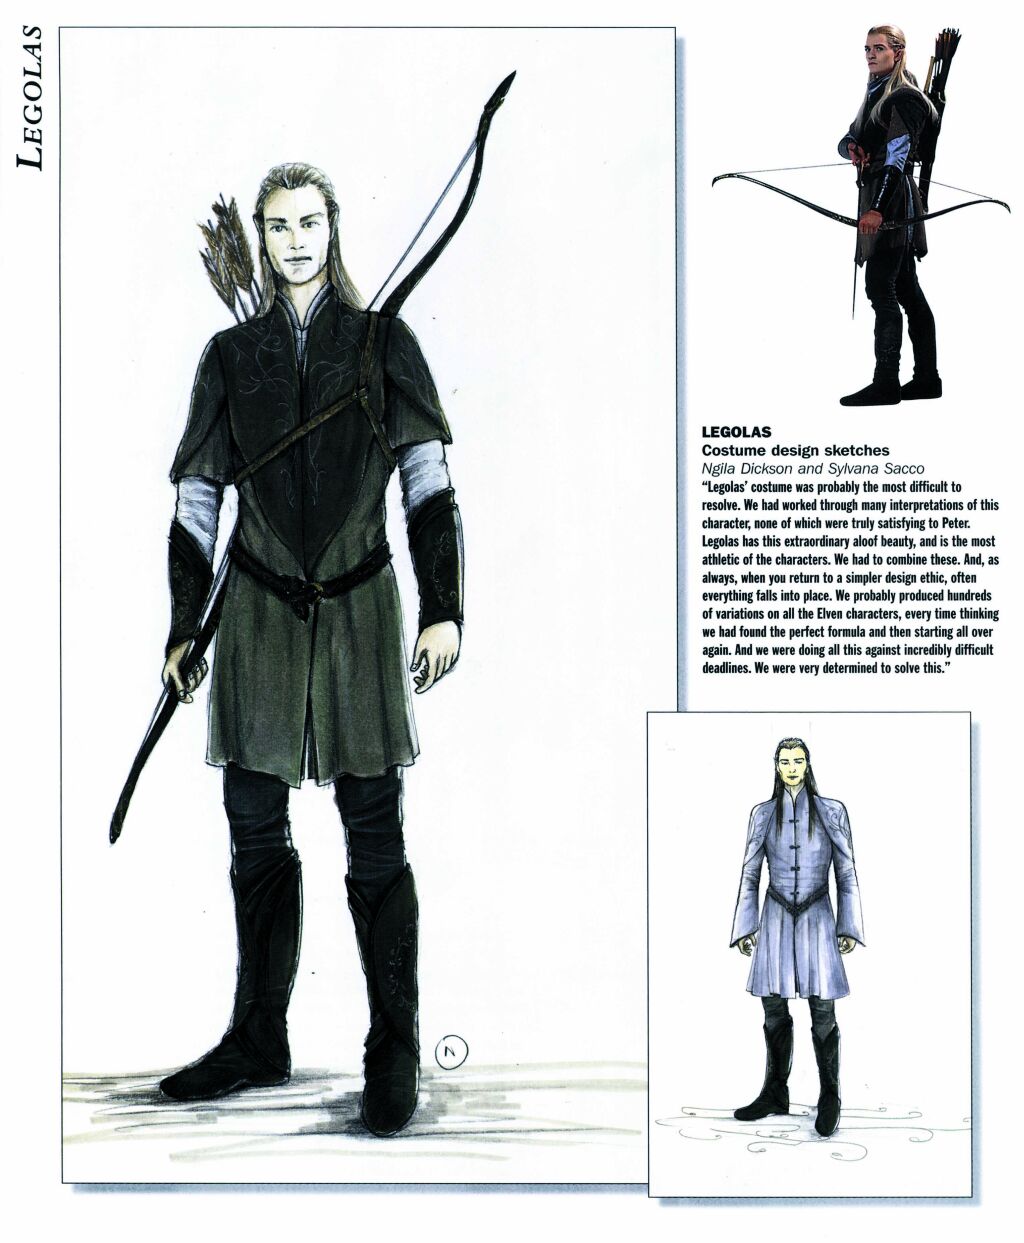 LEGOLAS
LEGOLAS
Costume design sketches
Ngila Dickson and Sylvana Sacco
“Legolas’ costume was probably the most difficult to
resolve. We had worked through many interpretations of this
character, none of which were truly satisfying to Peter.
Legolas has this extraordinary aloof beauty, and is the most
athletic of the characters. We had to combine these. And, as
always, when you return to a simpler design ethic, often
everything falls into place. We probably produced hundreds
of variations on all the Elven characters, every time thinking
we had found the perfect formula and then starting all over
again. And we were doing all this against incredibly difficult
deadlines. We were very determined to solve this.”
N